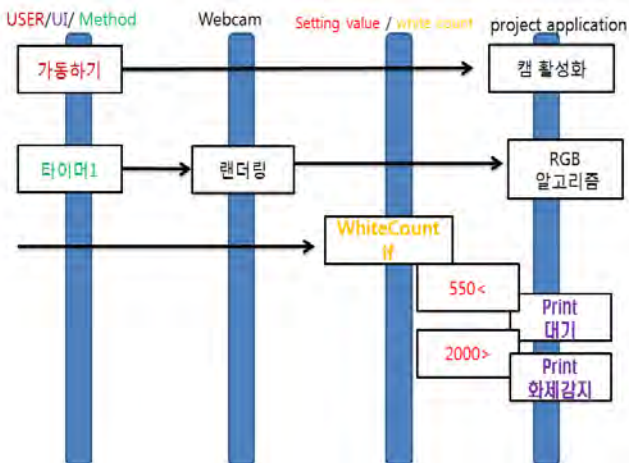 USER/UI/ Method
Webcam
Setting value / white count
project application
가동하기
캠 활성화
타이머1
랜더링
RGB
알고리즘
WhiteCount
If
550<
Print
대기
2000>
Print
화제감지